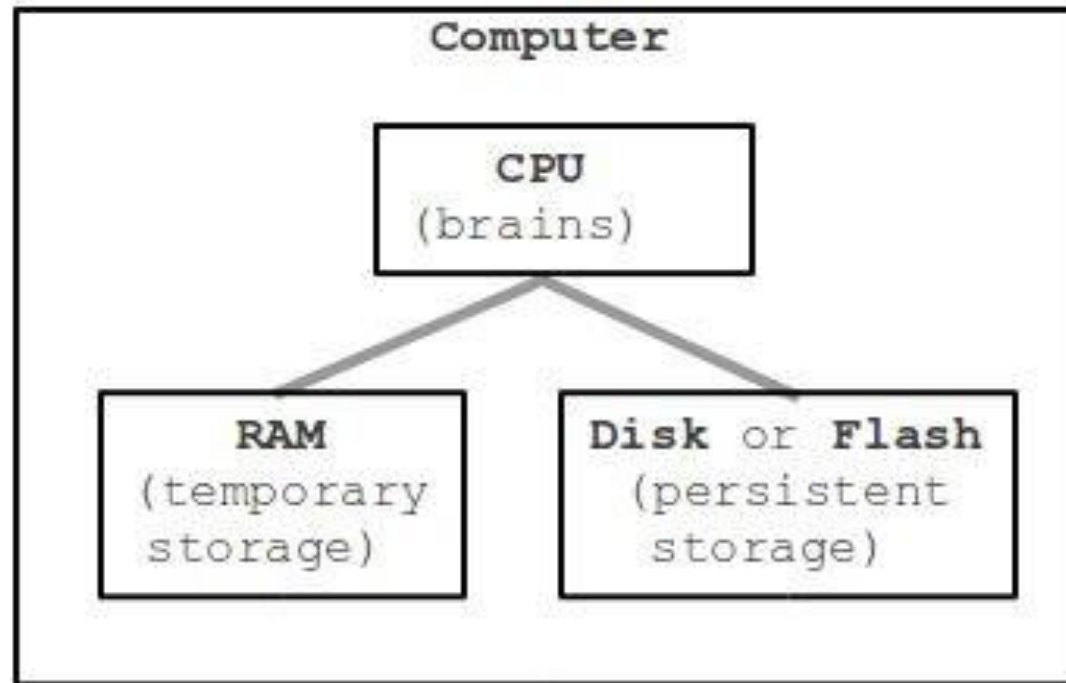 Computer
CPU
(brains)
RAM
(temporary
storage)
Disk or Flash
(persistent
storage)